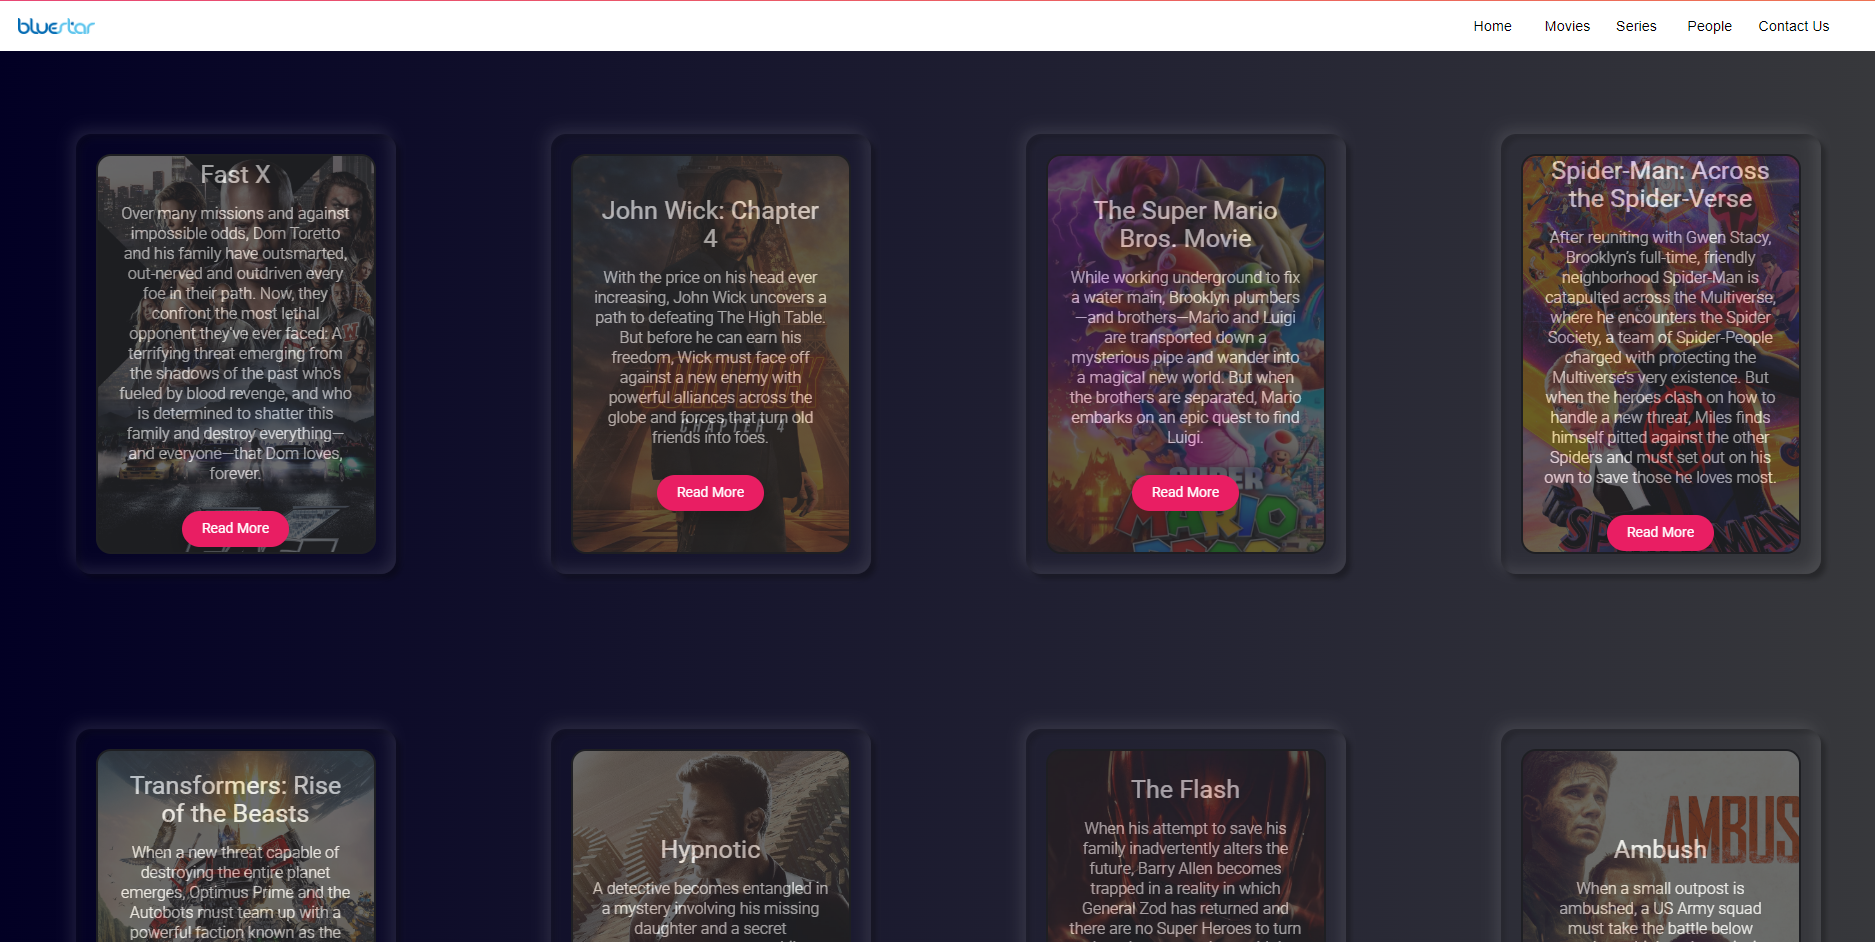 bluestar
Home Movies Series People Contact Us
Fast X
Over many missions and against
impossible odds, Dom Toretto
and his family have outsmarted,
out-nerved and outdriven every
foe in their path. Now, they
confront the most lethal
opponent they've ever faced: A
terrifying threat emerging from
the shadows of the past who's
fueled by blood revenge, and who
is determined to shatter this
family and destroy everything—
and everyone—that Dom loves,
forever.
Read More
John Wick: Chapter
4
With the price on his head ever
increasing, John Wick uncovers a
path to defeating The High Table.
But before he can earn his
freedom, Wick must face off
against a new enemy with
powerful alliances across the
globe and forces that turn old
friends into foes.
CHAPTER 4
Read More
The Super Mario
Bros. Movie
While working underground to fix
a water main, Brooklyn plumbers
—and brothers—Mario and Luigi
are transported down a
mysterious pipe and wander into
a magical new world. But when
the brothers are separated, Mario
embarks on an epic quest to find
Luigi.
SUPER
Read More
MARIO
BROS
Spider-Man: Across
the Spider-Verse
After reuniting with Gwen Stacy,
Brooklyn's full-time, friendly
neighborhood Spider-Man is
catapulted across the Multiverse,
where he encounters the Spider
Society, a team of Spider-People
charged with protecting the
Multiverse's very existence. But
when the heroes clash on how to
handle a new threat, Miles finds
himself pitted against the other
Spiders and must set out on his
own to save those he loves most.
Read More
Transformers: Rise
of the Beasts
When a new threat capable of
destroying the entire planet
emerges, Optimus Prime and the
Autobots must team up with a
powerful faction known as the
Hypnotic
A detective becomes entangled in
a mystery involving his missing
daughter and a secret
The Flash
When his attempt to save his
family inadvertently alters the
future, Barry Allen becomes
trapped in a reality in which
General Zod has returned and
there are no Super Heroes to turn
AMBUS
Ambush
When a small outpost is
ambushed, a US Army squad
must take the battle below